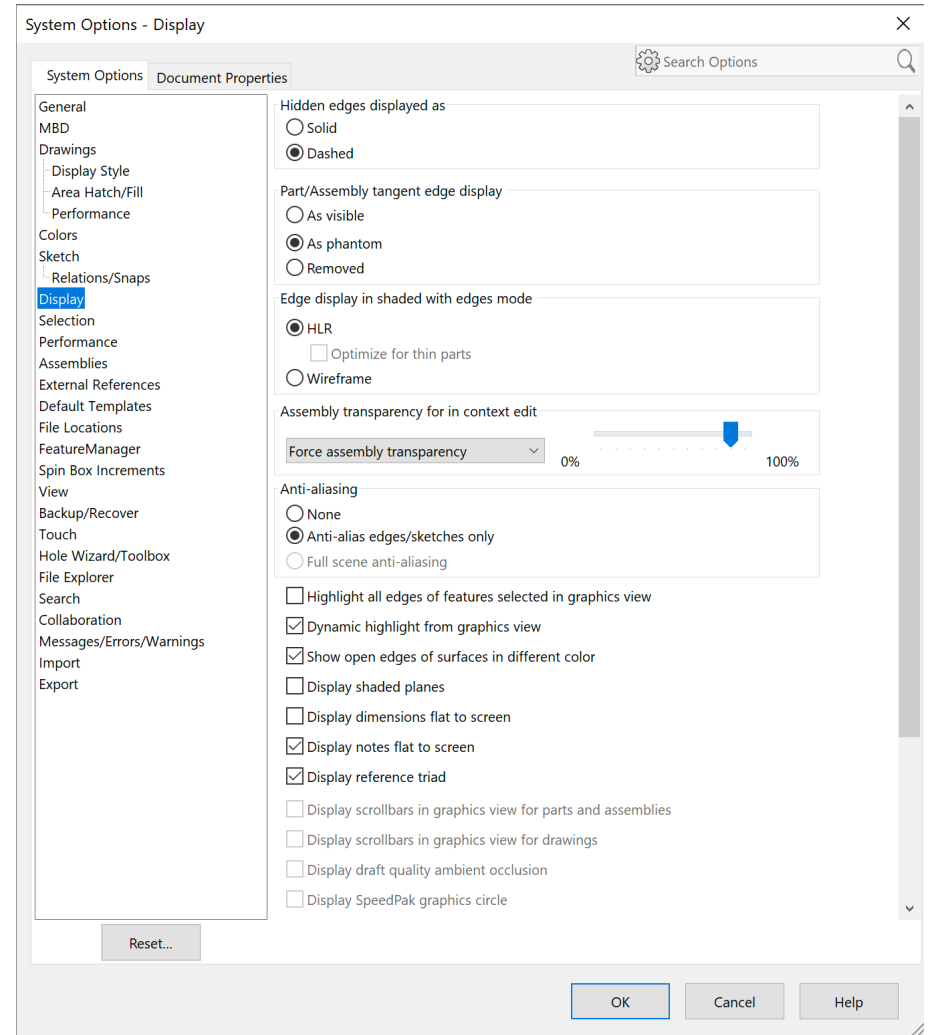 System Options - Display
Search Options
System Options
Document Properties
General
MBD
Drawings
Display Style
Area Hatch/Fill
Performance
Colors
Sketch
Relations/Snaps
Display
Selection
Performance
Assemblies
External References
Default Templates
File Locations
FeatureManager
Spin Box Increments
View
Backup/Recover
Touch
Hole Wizard/Toolbox
File Explorer
Search
Collaboration
Messages/Errors/Warnings
Import
Export
Hidden edges displayed as
Solid
Dashed
Part/Assembly tangent edge display
As visible
As phantom
Removed
Edge display in shaded with edges mode
HLR
Optimize for thin parts
Wireframe
Assembly transparency for in context edit
Force assembly transparency
0%
100%
Anti-aliasing
None
Anti-alias edges/sketches only
Full scene anti-aliasing
Highlight all edges of features selected in graphics view
Dynamic highlight from graphics view
Show open edges of surfaces in different color
Display shaded planes
Display dimensions flat to screen
Display notes flat to screen
Display reference triad
Display scrollbars in graphics view for parts and assemblies
Display scrollbars in graphics view for drawings
Display draft quality ambient occlusion
Display SpeedPak graphics circle
Reset...
OK
Cancel
Help